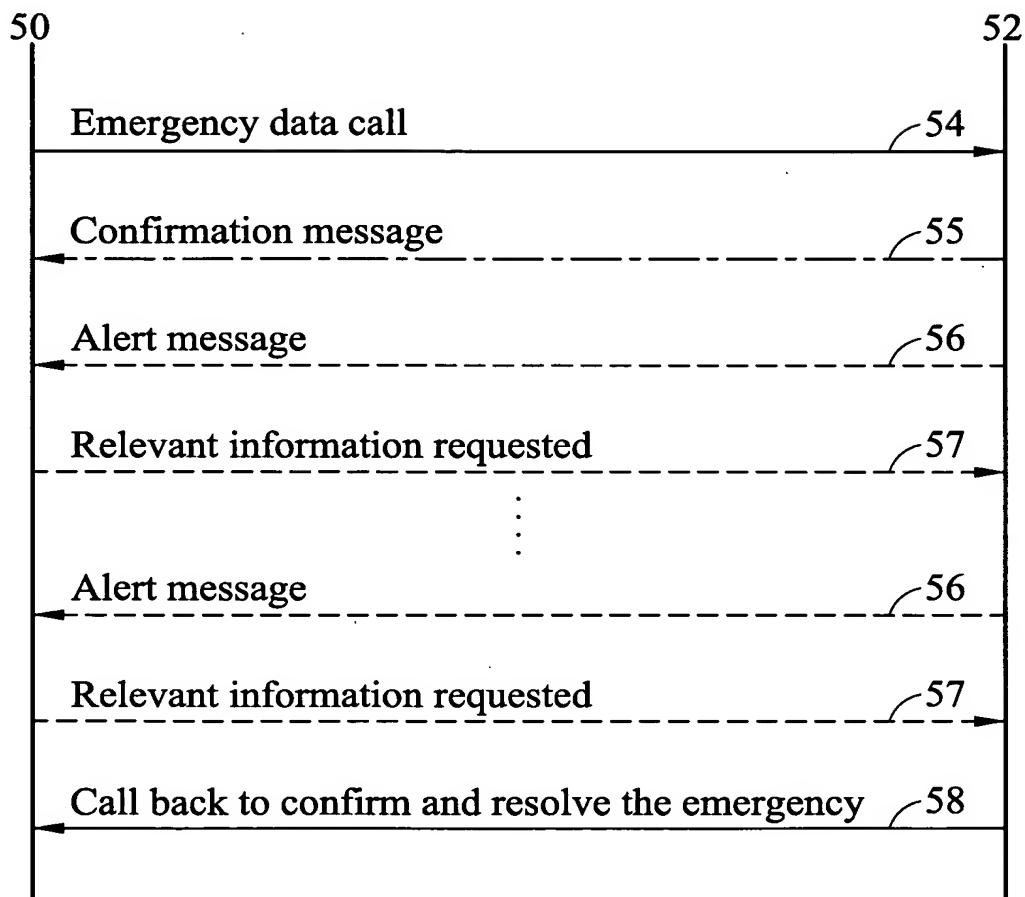 50 52
Emergency data call 54
Confirmation message 55
Alert message 56
Relevant information requested 57
Alert message 56
Relevant information requested 57
Call back to confirm and resolve the emergency 58